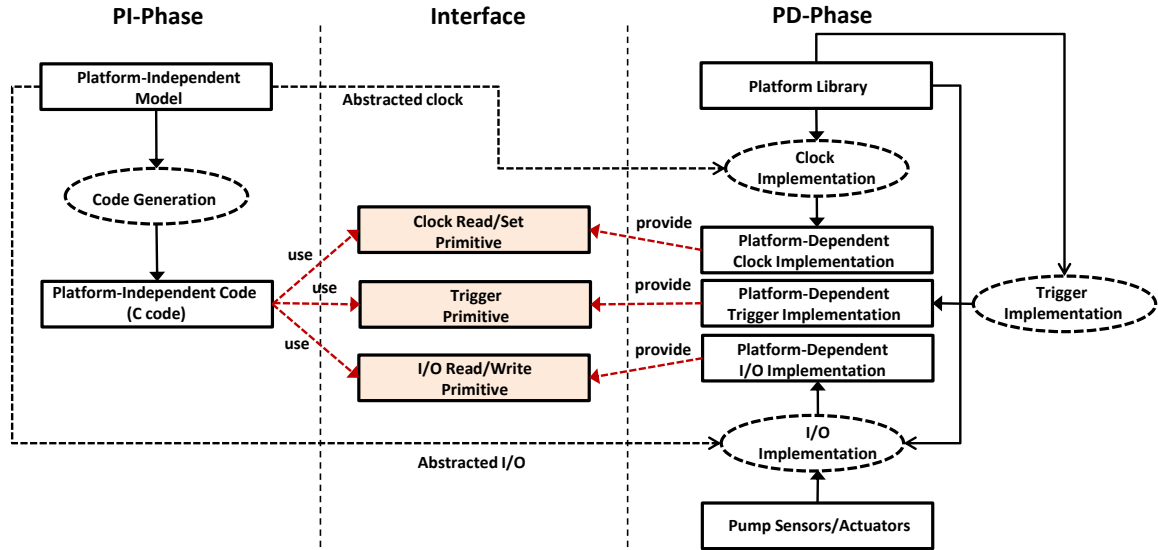 PI-Phase
Interface
PD-Phase
Platform-Independent
Model
Abstracted clock
Platform Library
Code Generation
Clock
Implementation
Clock Read/Set
Primitive
provide
Platform-Dependent
Clock Implementation
use
Platform-Independent Code
(C code)
use
Trigger
Primitive
provide
Platform-Dependent
Trigger Implementation
Trigger
Implementation
use
I/O Read/Write
Primitive
provide
Platform-Dependent
I/O Implementation
I/O
Implementation
Abstracted I/O
Pump Sensors/Actuators